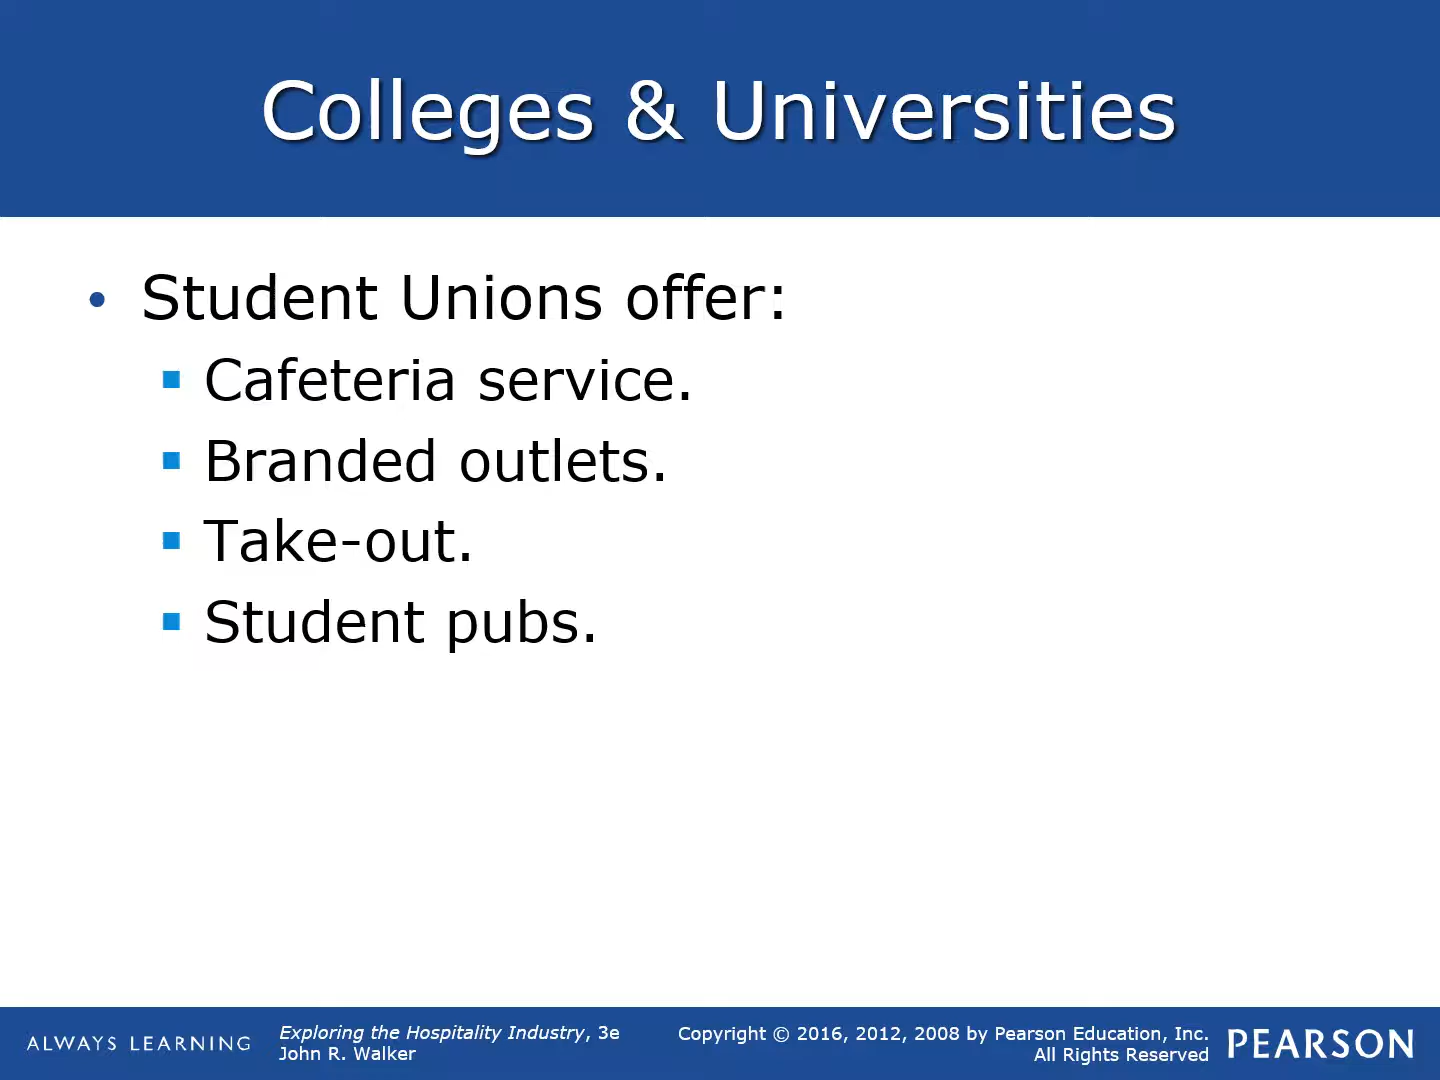 Colleges & Universities
• Student Unions offer:
▪ Cafeteria service.
▪ Branded outlets.
▪ Take-out.
▪ Student pubs.
ALWAYS LEARNING
Exploring the Hospitality Industry, 3e
John R. Walker
Copyright © 2016, 2012, 2008 by Pearson Education, Inc.
All Rights Reserved
PEARSON